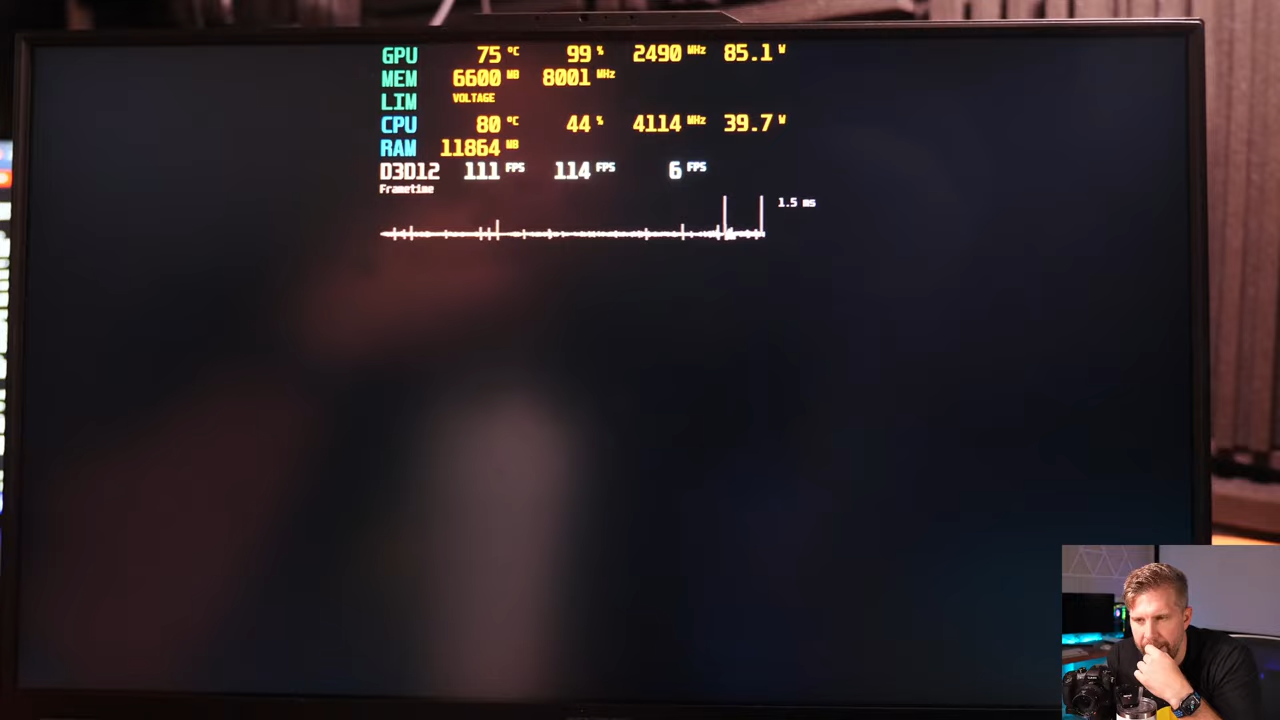 GPU 75 °C 99 % 2490 MHz 85.1 W
MEM 6600 MB 8001 MHz
LIM VOLTAGE
CPU 80 °C 44 % 4114 MHz 39.7 W
RAM 11864 MB
D3D12 111 FPS 114 FPS 6 FPS
Frametime
1.5 ms